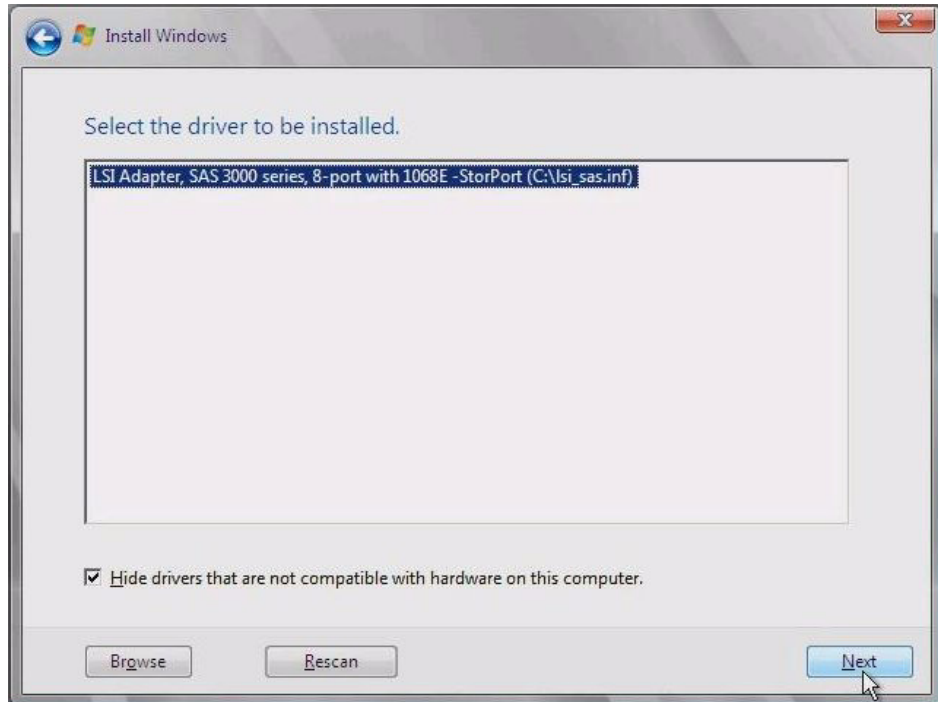 Install Windows
Select the driver to be installed.
LSI Adapter, SAS 3000 series, 8-port with 1068E -StorPort (C:\lsi_sas.inf)
Hide drivers that are not compatible with hardware on this computer.
Browse
Rescan
Next